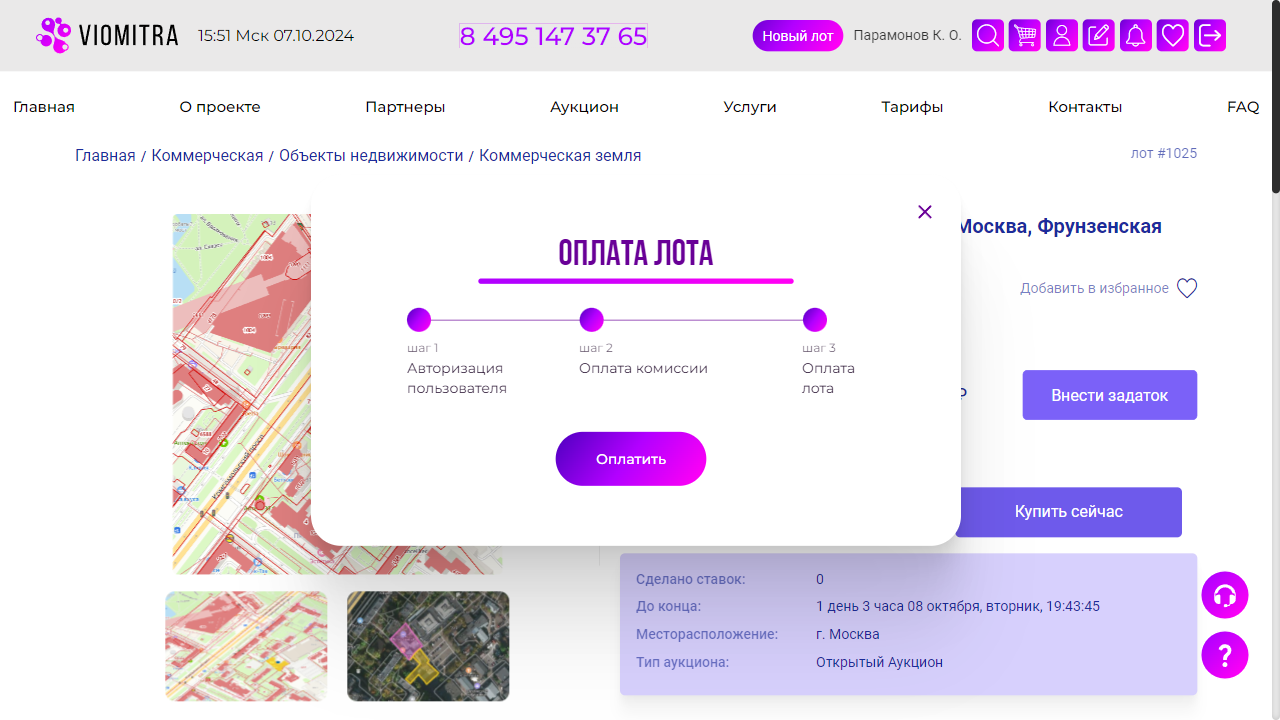 VIOMITRA
15:51 Мск 07.10.2024
8 495 147 37 65
Новый лот
Парамонов К. О.
Главная О проекте Партнеры Аукцион Услуги Тарифы Контакты FAQ
Главная / Коммерческая / Объекты недвижимости / Коммерческая земля
лот #1025
Москва, Фрунзенская
ОПЛАТА ЛОТА
Добавить в избранное
шаг 1 шаг 2 шаг 3
Авторизация пользователя
Оплата комиссии
Оплата лота
₽
Внести задаток
Оплатить
Купить сейчас
Сделано ставок: 0
До конца: 1 день 3 часа 08 октября, вторник, 19:43:45
Месторасположение: г. Москва
Тип аукциона: Открытый Аукцион
?